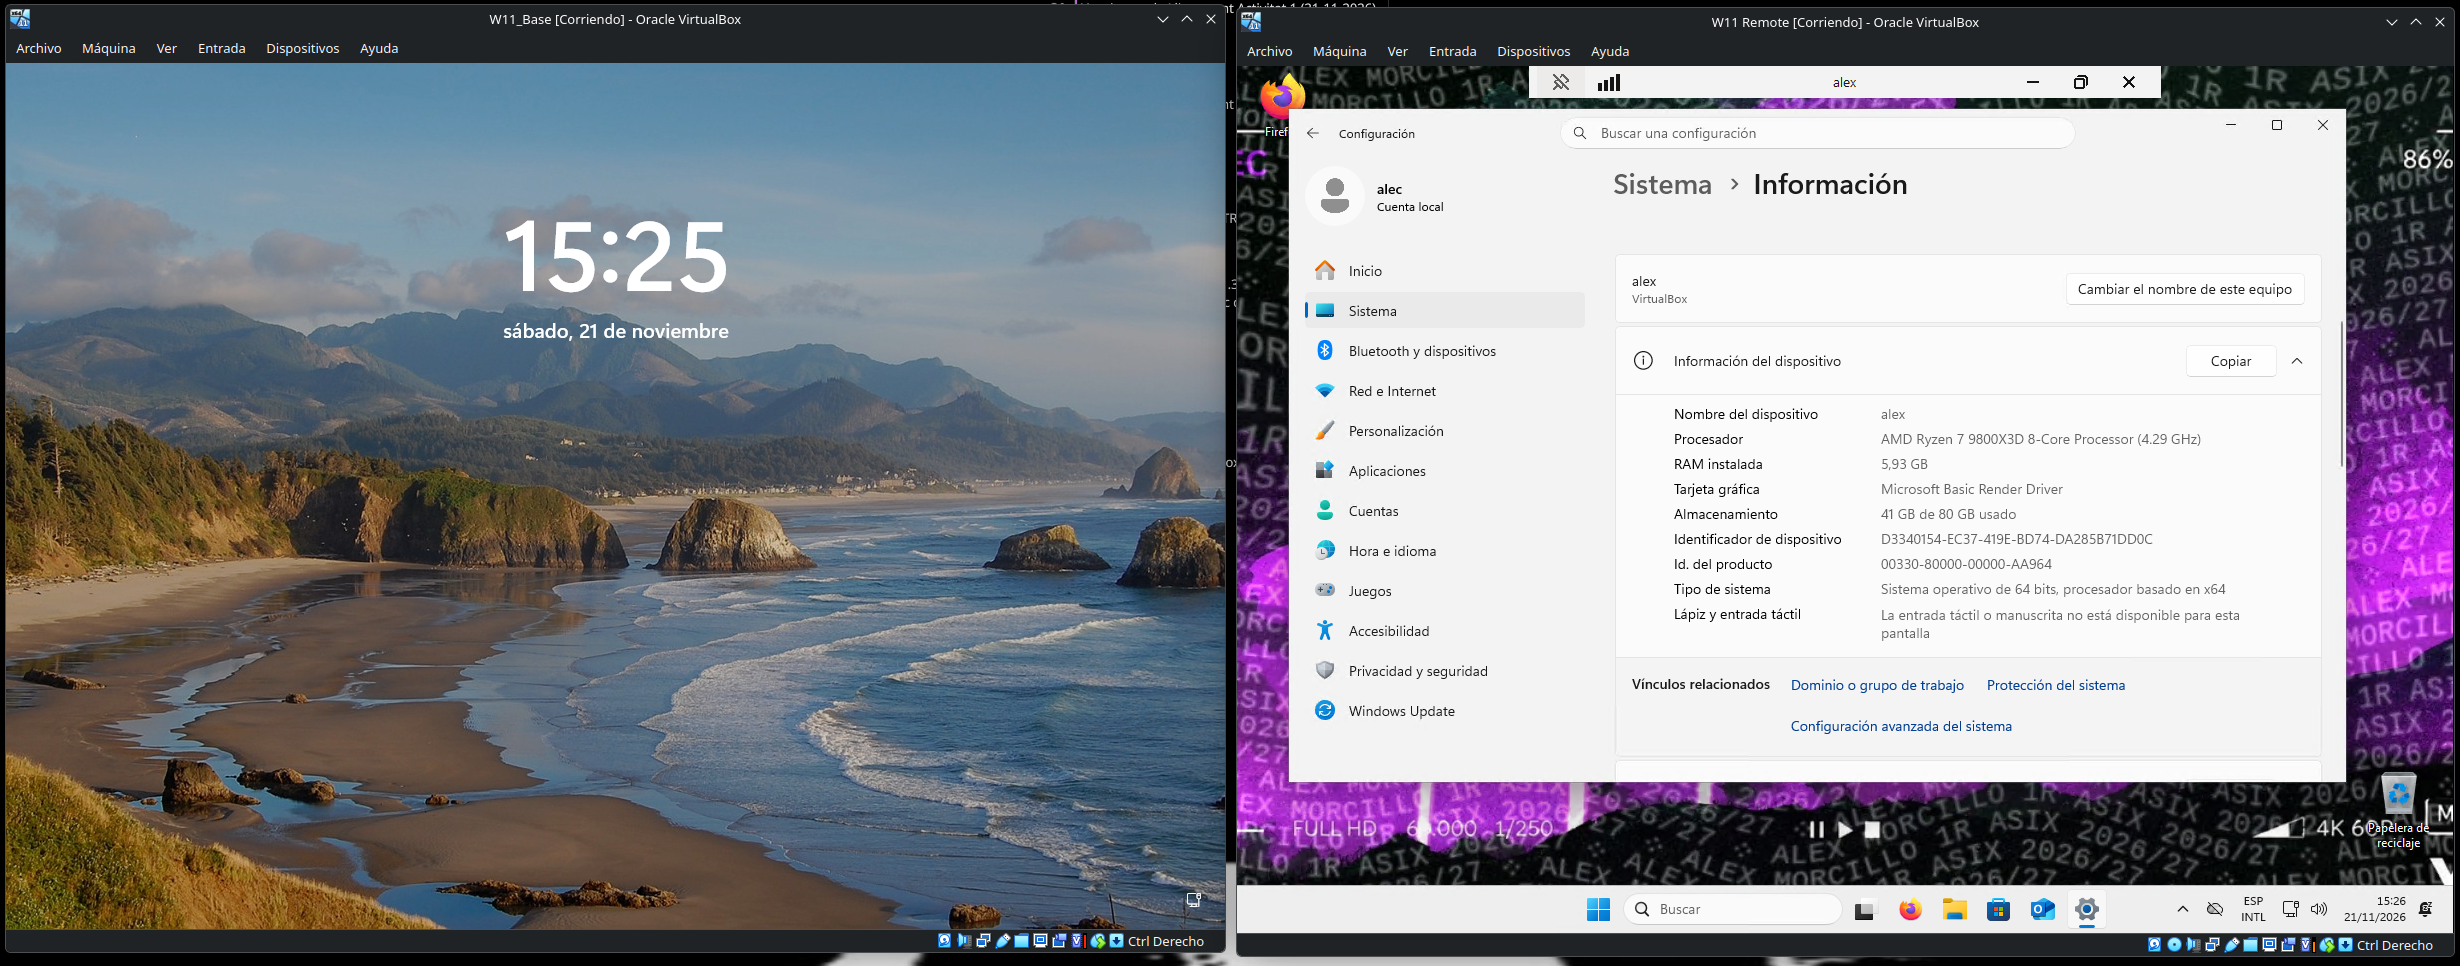 W11_Base [Corriendo] - Oracle VirtualBox
Archivo Máquina Ver Entrada Dispositivos Ayuda
15:25
sábado, 21 de noviembre
Ctrl Derecho
W11 Remote [Corriendo] - Oracle VirtualBox
Archivo Máquina Ver Entrada Dispositivos Ayuda
alex
Configuración
Buscar una configuración
alec
Cuenta local
Inicio
Sistema
Bluetooth y dispositivos
Red e Internet
Personalización
Aplicaciones
Cuentas
Hora e idioma
Juegos
Accesibilidad
Privacidad y seguridad
Windows Update
Sistema > Información
alex
VirtualBox
Cambiar el nombre de este equipo
Información del dispositivo
Copiar
Nombre del dispositivo alex
Procesador AMD Ryzen 7 9800X3D 8-Core Processor (4.29 GHz)
RAM instalada 5,93 GB
Tarjeta gráfica Microsoft Basic Render Driver
Almacenamiento 41 GB de 80 GB usado
Identificador de dispositivo D3340154-EC37-419E-BD74-DA285B71DD0C
Id. del producto 00330-80000-00000-AA964
Tipo de sistema Sistema operativo de 64 bits, procesador basado en x64
Lápiz y entrada táctil La entrada táctil o manuscrita no está disponible para esta
pantalla
Vínculos relacionados Dominio o grupo de trabajo Protección del sistema
Configuración avanzada del sistema
86%
FULL HD
1/250
4K
Papelera de
reciclaje
ALEX MORCILLO 1R ASIX 2026/27
Buscar
ESP
INTL
15:26
21/11/2026
Ctrl Derecho